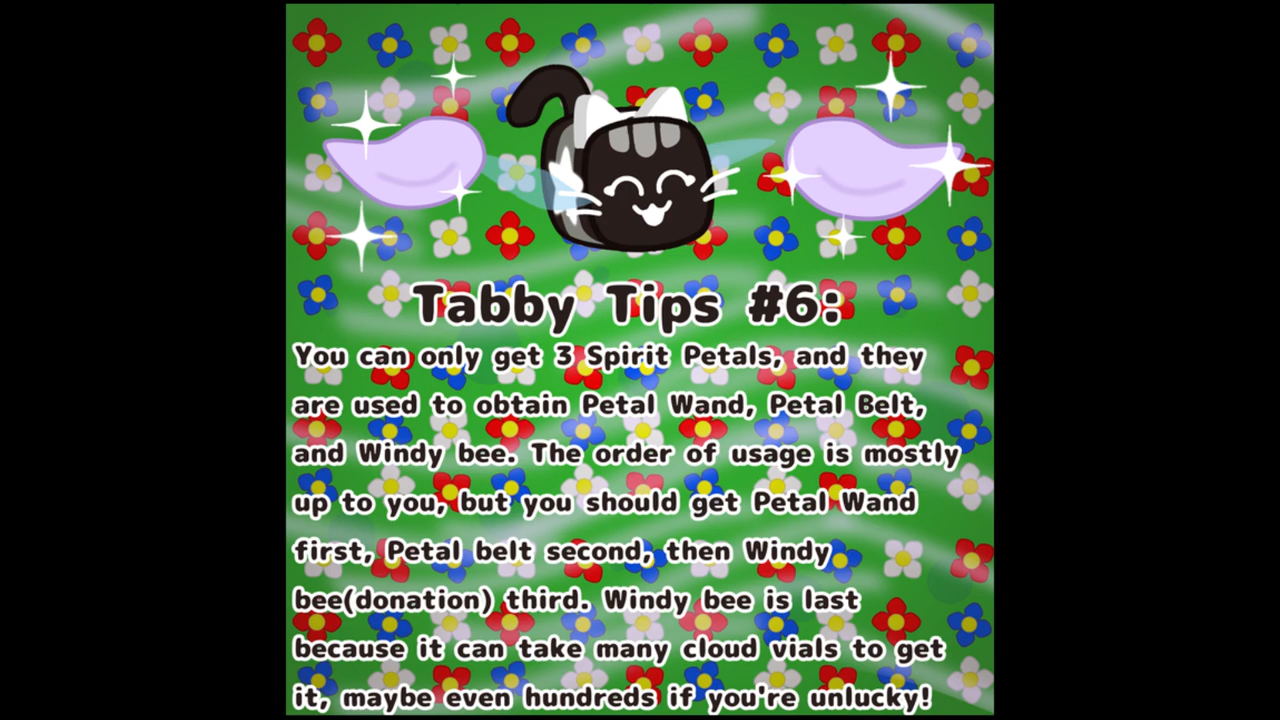 Tabby Tips #6:
You can only get 3 Spirit Petals, and they
are used to obtain Petal Wand, Petal Belt,
and Windy bee. The order of usage is mostly
up to you, but you should get Petal Wand
first, Petal belt second, then Windy
bee(donation) third. Windy bee is last
because it can take many cloud vials to get
it, maybe even hundreds if you're unlucky!